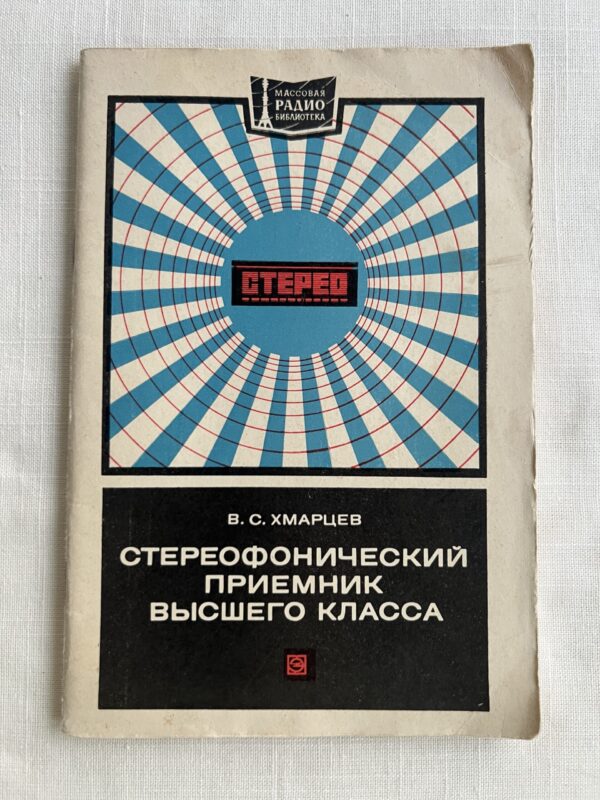 МАССОВАЯ
РАДИО
БИБЛИОТЕКА
СТЕРЕО
В. С. ХМАРЦЕВ
СТЕРЕОФОНИЧЕСКИЙ
ПРИЕМНИК
ВЫСШЕГО КЛАССА